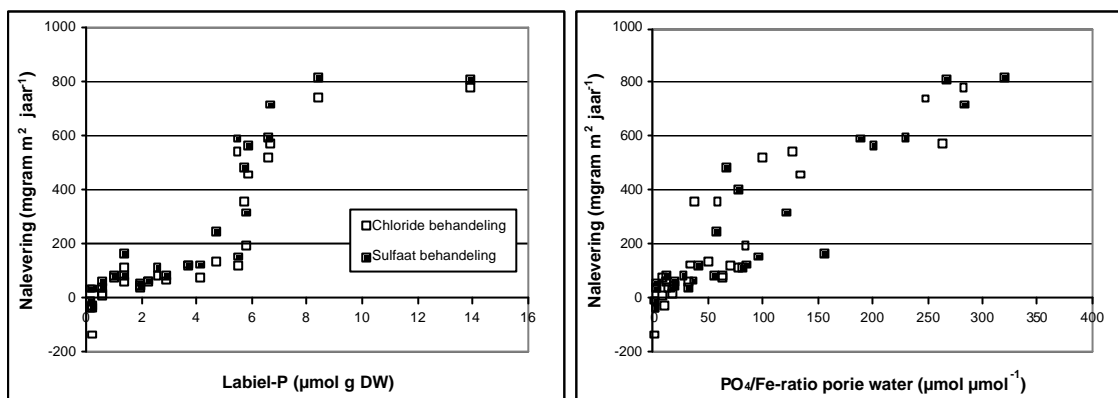 Nalevering (mgram m² jaar⁻¹)
1000
800
600
400
200
0
-200
0 2 4 6 8 10 12 14 16
Labiel-P (µmol g DW)
Chloride behandeling
Sulfaat behandeling
Nalevering (mgram m² jaar⁻¹)
1000
800
600
400
200
0
-200
0 50 100 150 200 250 300 350 400
PO₄/Fe-ratio porie water (µmol µmol⁻¹)